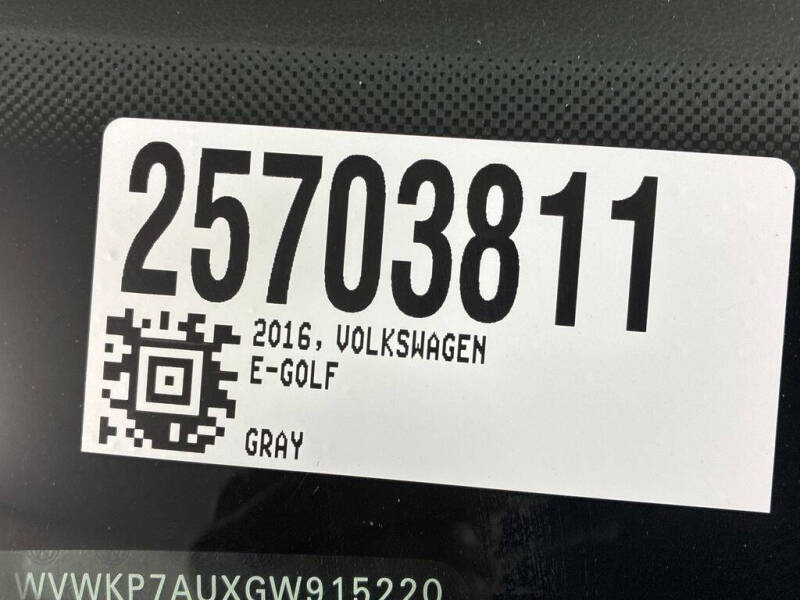 25703811
2016, VOLKSWAGEN
E-GOLF
GRAY
WVWKP7AUXGW915220